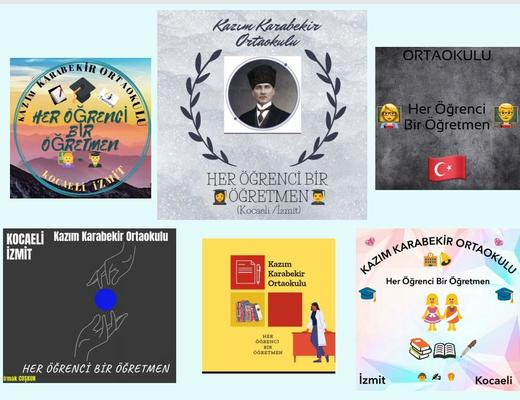 KAZIM KARABEKİR ORTAOKULU
HER ÖĞRENCİ
BİR
ÖĞRETMEN
KOCAELİ İZMİT
Kazım Karabekir
Ortaokulu
HER ÖĞRENCİ BİR
ÖĞRETMEN
(Kocaeli /İzmit)
ORTAOKULU
Her Öğrenci
Bir Öğretmen
KOCAELİ
İZMİT
Kazım Karabekir Ortaokulu
HER ÖĞRENCİ BİR ÖĞRETMEN
Irmak COŞKUN
Kazım
Karabekir
Ortaokulu
HER
ÖĞRENCİ
BİR
ÖĞRETMEN
KAZIM KARABEKİR ORTAOKULU
Her Öğrenci Bir Öğretmen
İzmit
Kocaeli